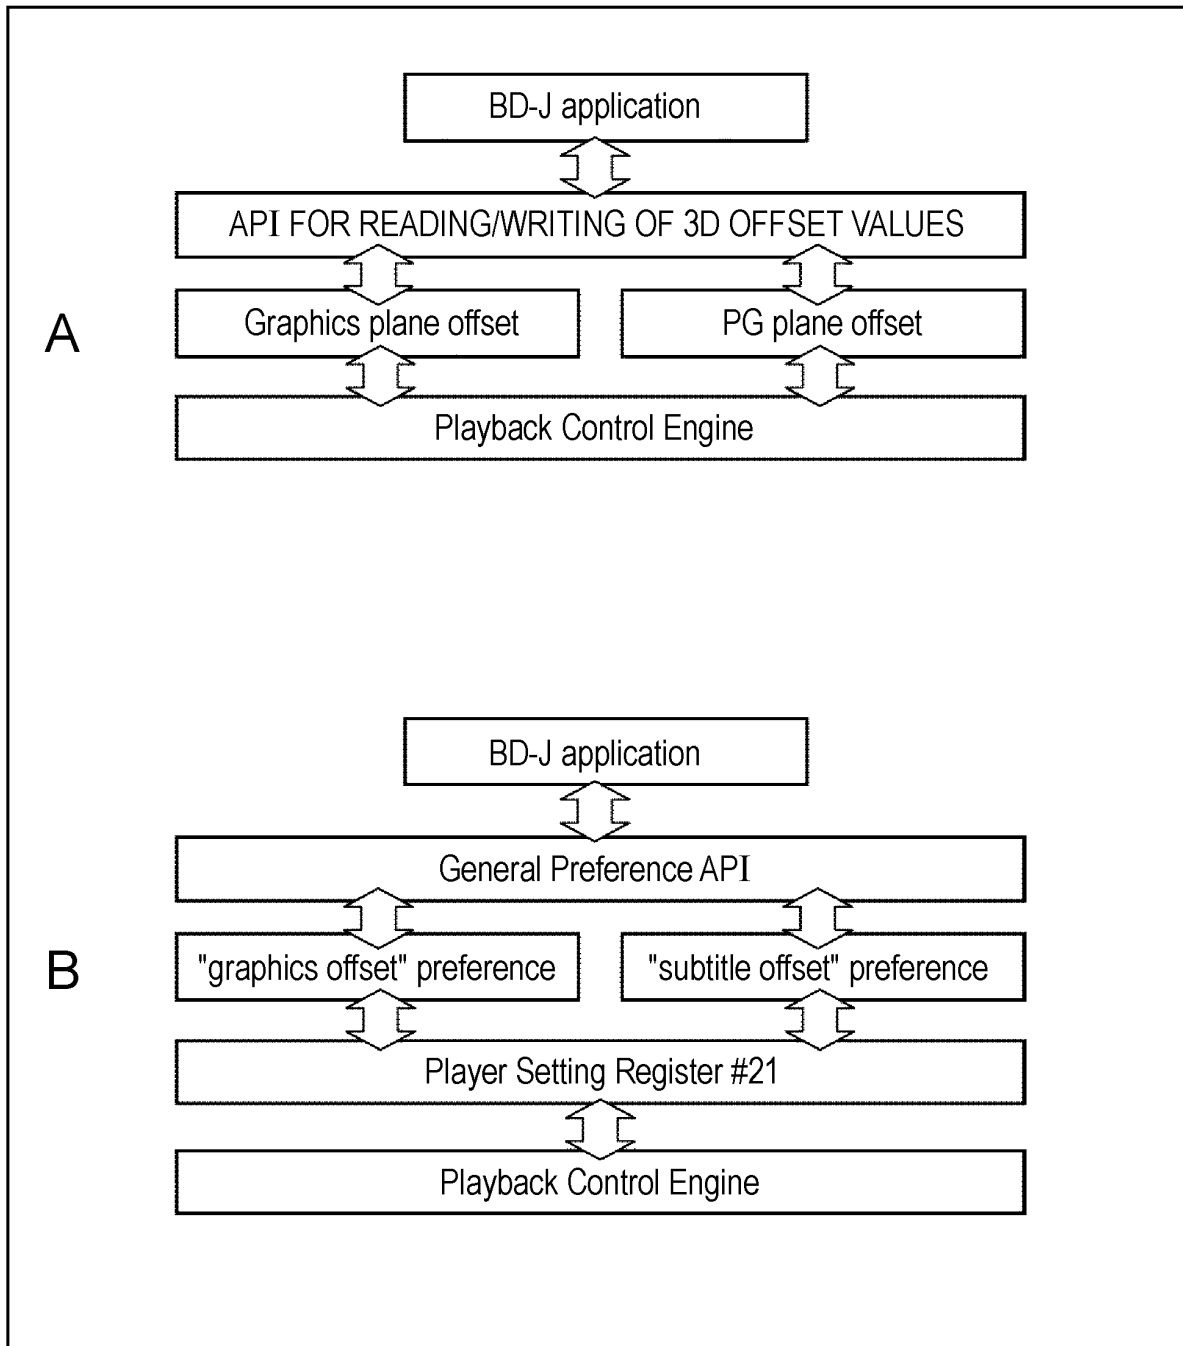 BD-J application
API FOR READING/WRITING OF 3D OFFSET VALUES
Graphics plane offset
PG plane offset
A
Playback Control Engine
BD-J application
General Preference API
"graphics offset" preference
"subtitle offset" preference
B
Player Setting Register #21
Playback Control Engine